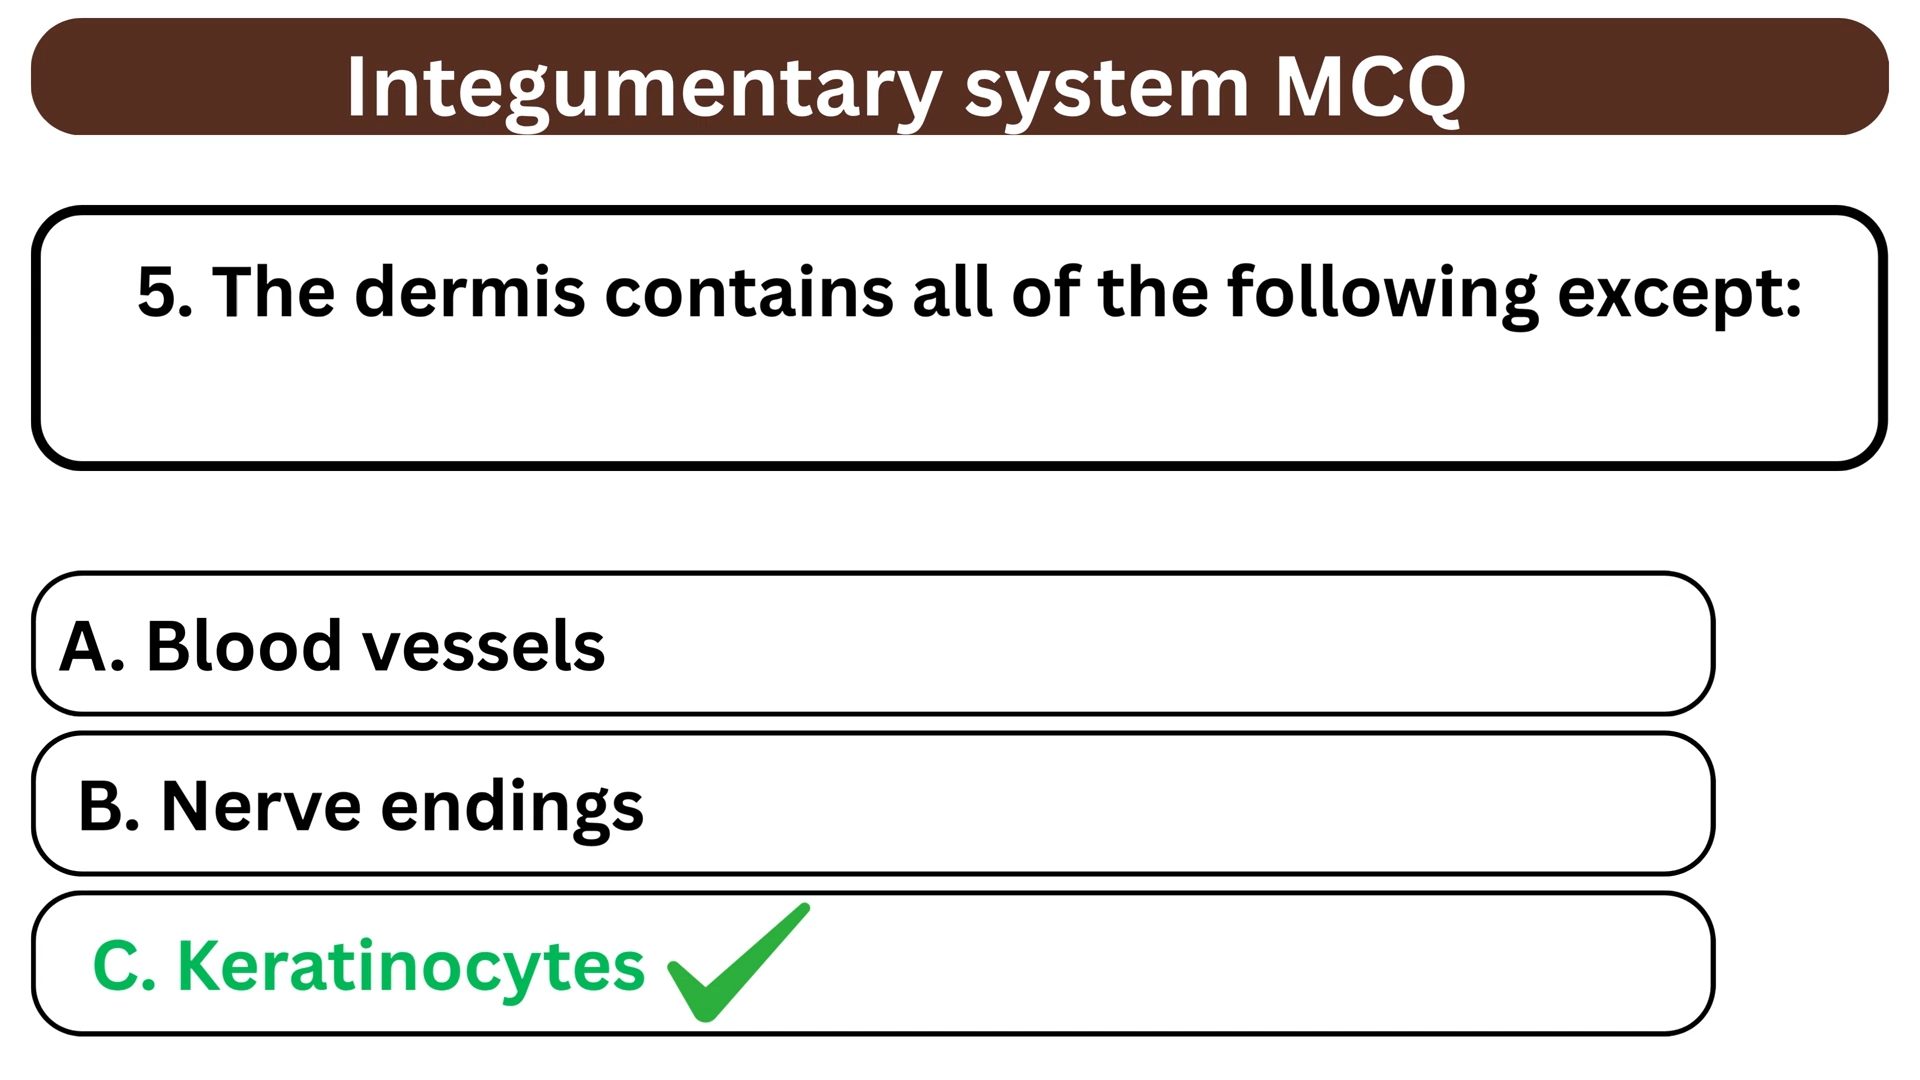 Integumentary system MCQ
5. The dermis contains all of the following except:
A. Blood vessels
B. Nerve endings
C. Keratinocytes